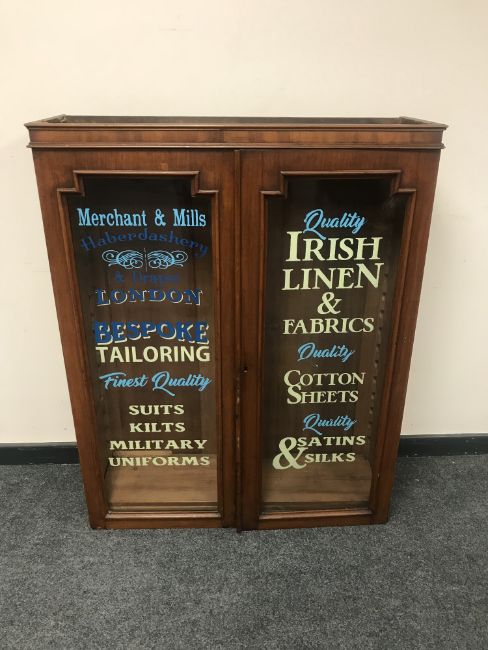 Merchant & Mills
Haberdashery
& Draper
LONDON
BESPOKE
TAILORING
Finest Quality
SUITS
KILTS
MILITARY
UNIFORMS
Quality
IRISH
LINEN
&
FABRICS
Quality
COTTON
SHEETS
Quality
& SATINS
SILKS